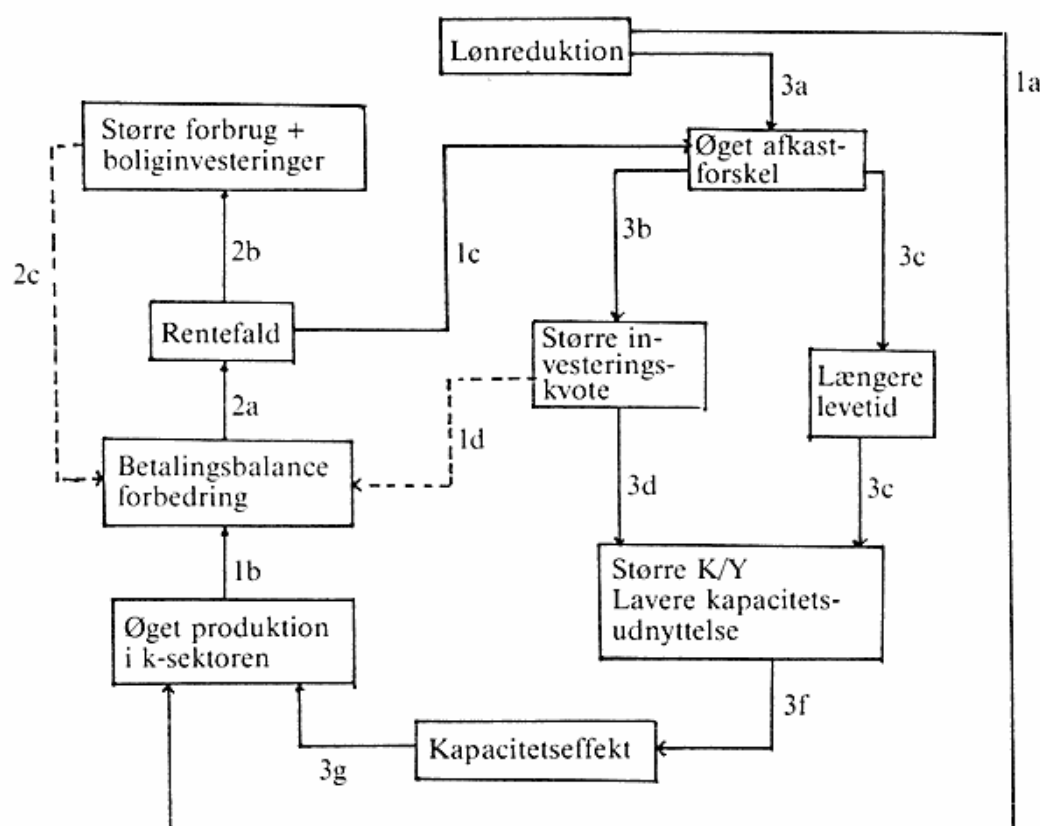 Lønreduktion
1a
3a
Større forbrug +
boliginvesteringer
Øget afkast-
forskel
2c
2b
1c
3b
3c
Rentefald
Større in-
vesterings-
kvote
Længere
levetid
2a
1d
Betalingsbalance
forbedring
3d
3c
1b
Større K/Y
Lavere kapacitets-
udnyttelse
Øget produktion
i k-sektoren
3f
Kapacitetseffekt
3g